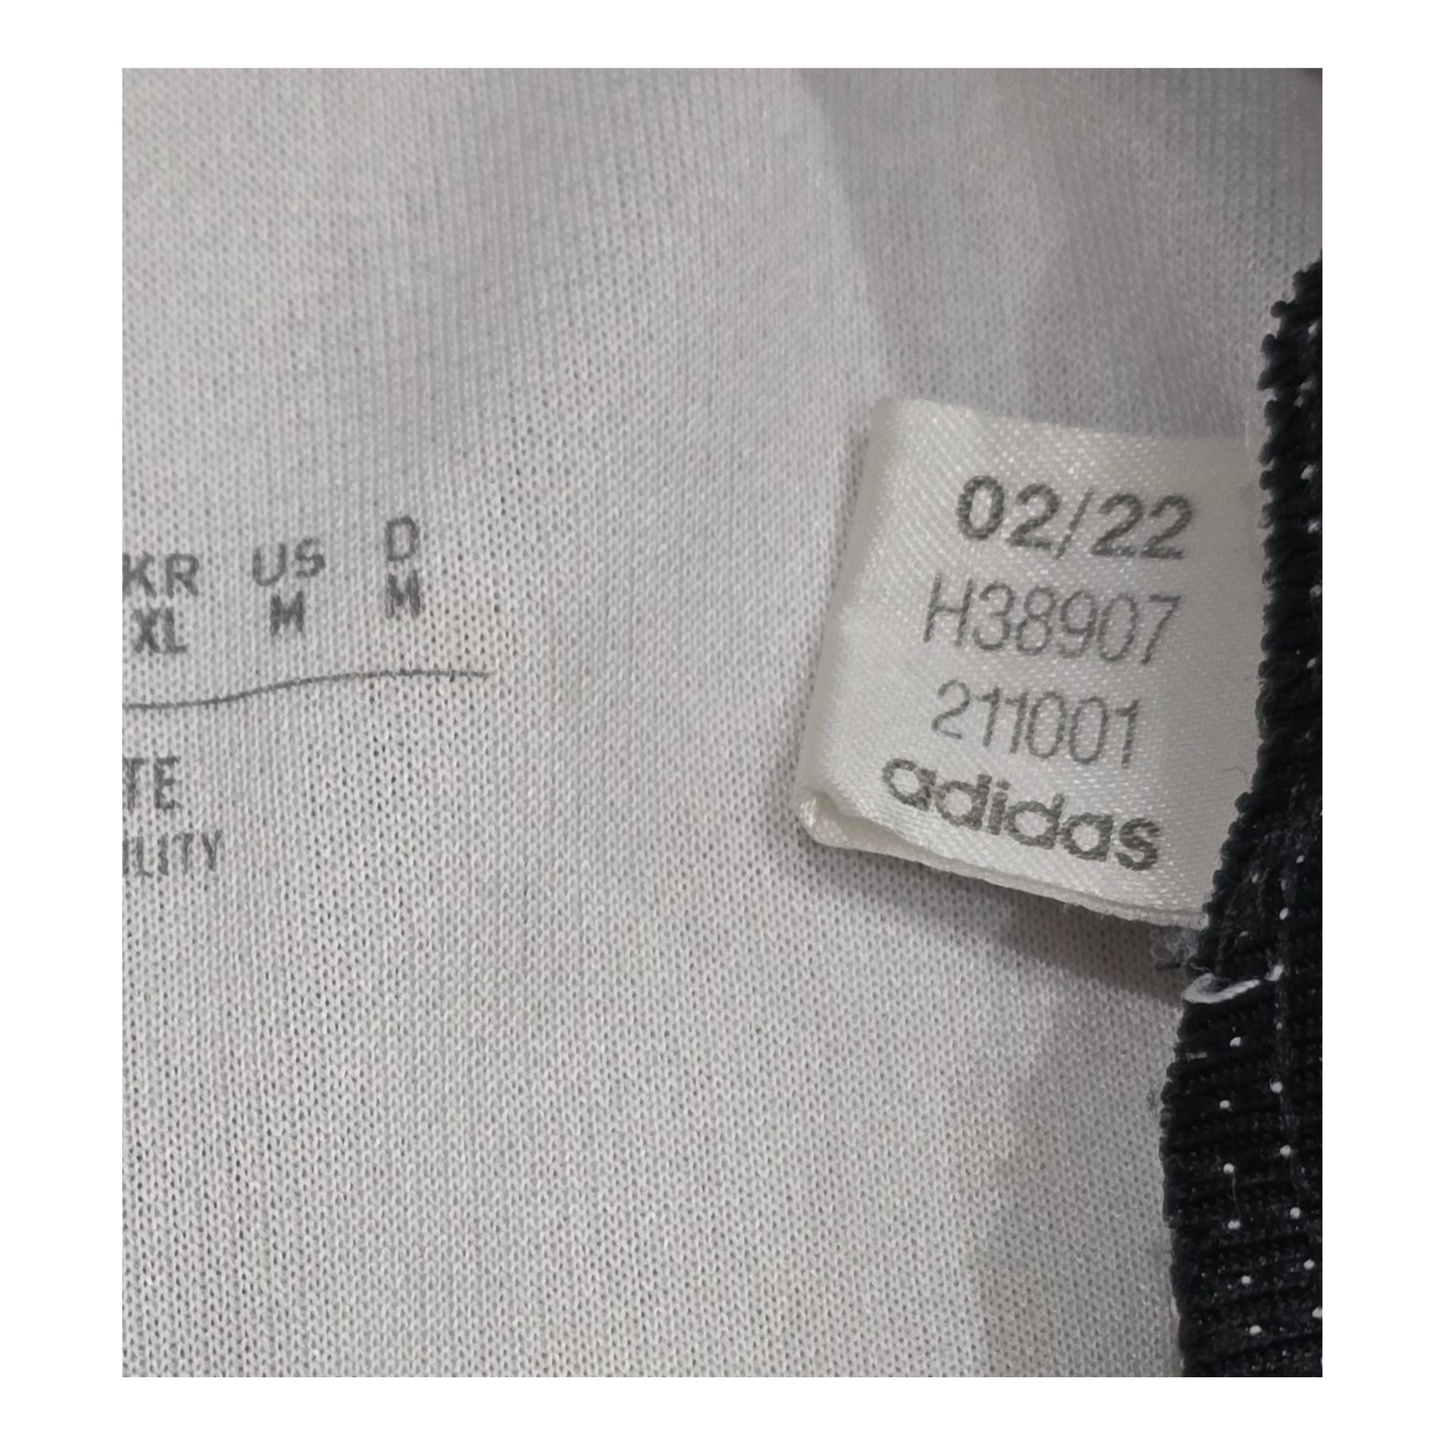 KR US D
XL M M
TE
ILITY
02/22
H38907
211001
adidas